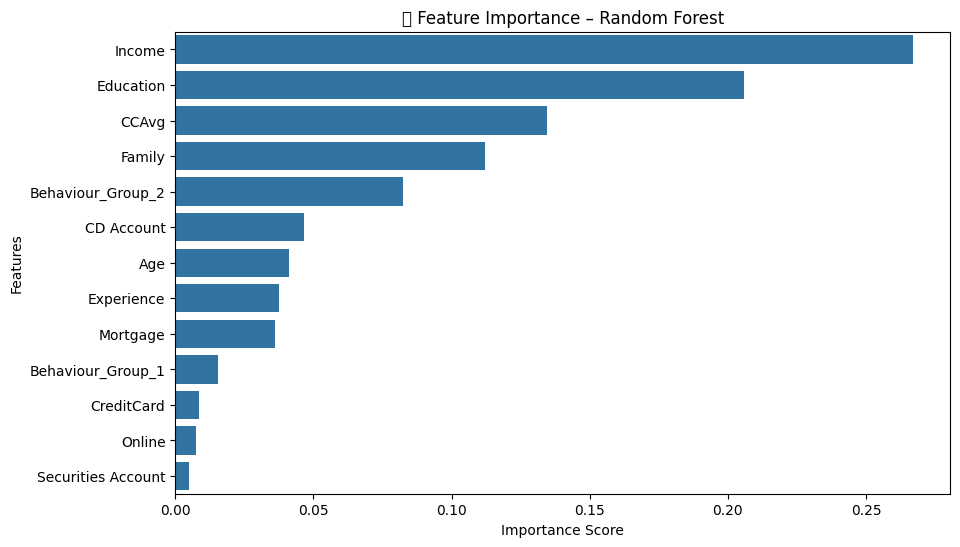 ▯ Feature Importance – Random Forest
Features
Income
Education
CCAvg
Family
Behaviour_Group_2
CD Account
Age
Experience
Mortgage
Behaviour_Group_1
CreditCard
Online
Securities Account
0.00 0.05 0.10 0.15 0.20 0.25
Importance Score